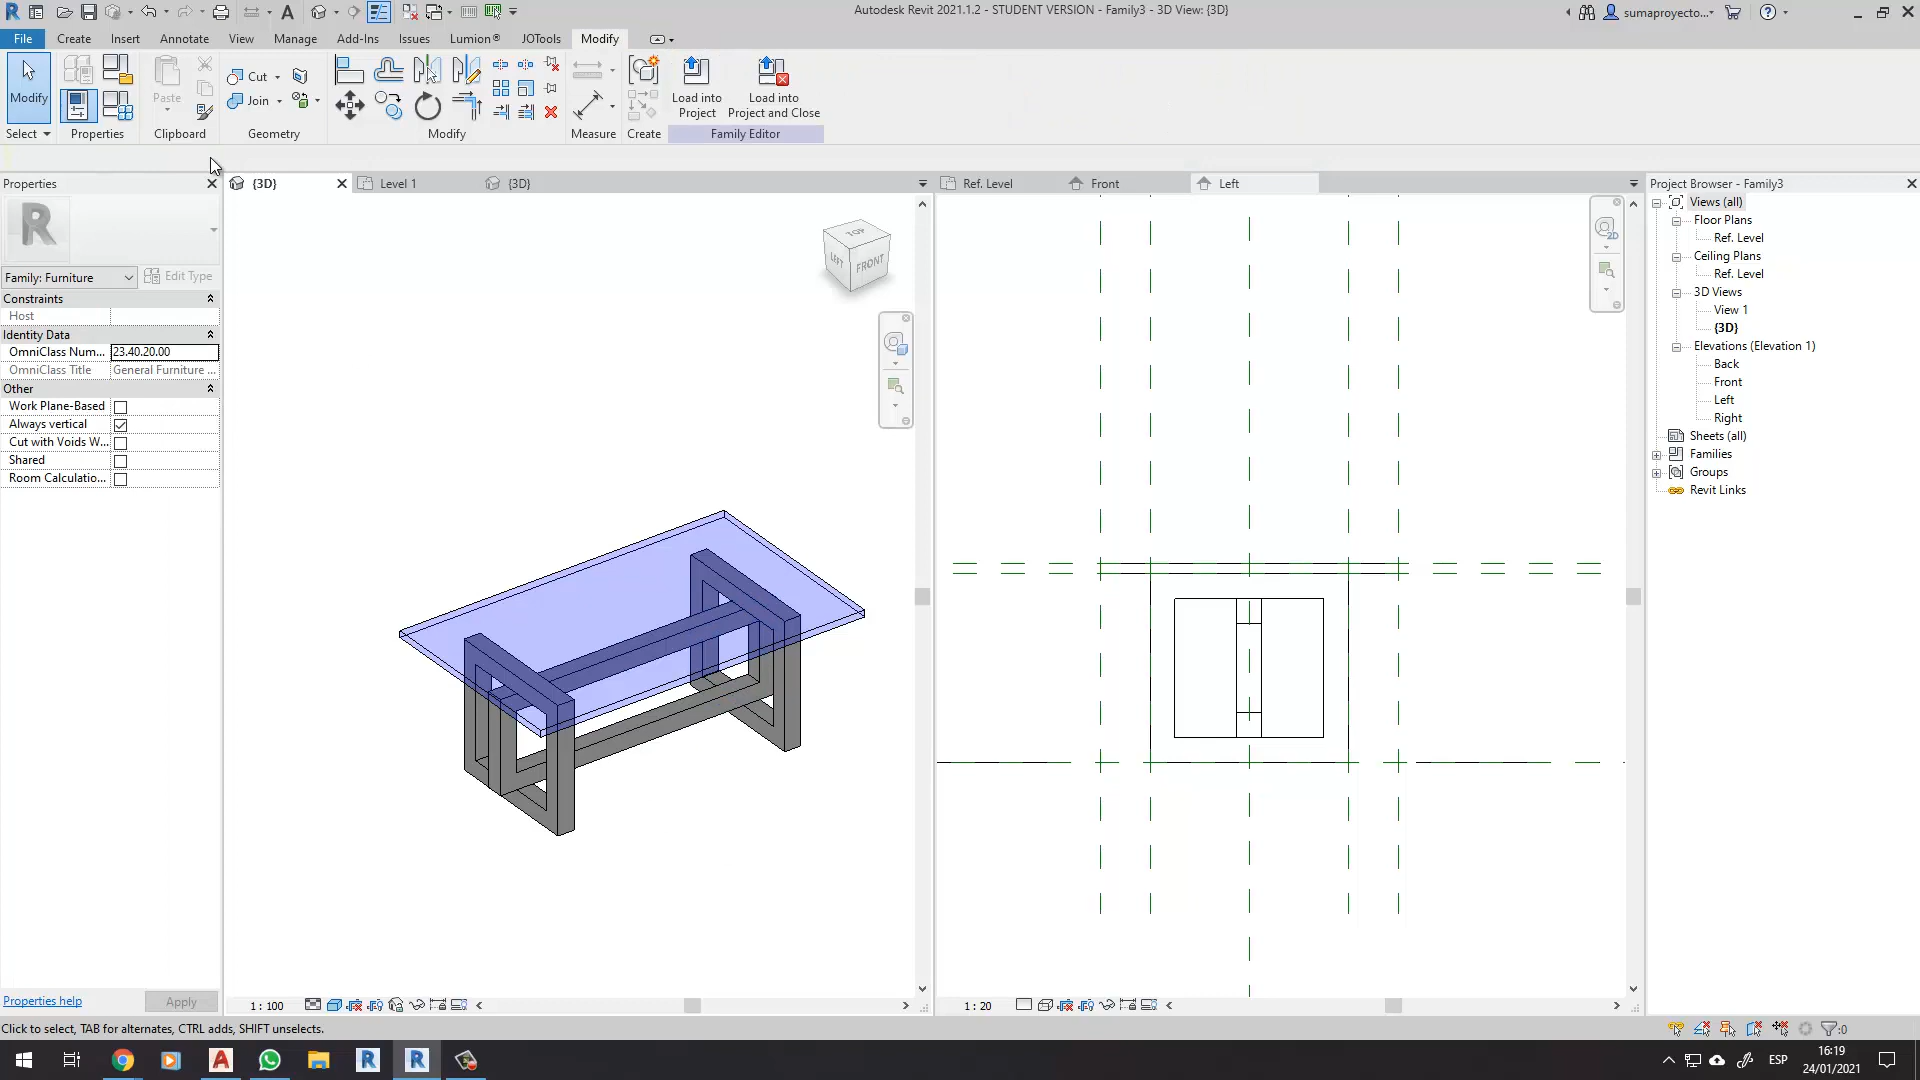 Autodesk Revit 2021.1.2 - STUDENT VERSION - Family3 - 3D View: {3D}
sumaproyecto...
File Create Insert Annotate View Manage Add-Ins Issues Lumion® JOTools Modify
Modify
Paste
Cut
Join
Load into
Project
Load into
Project and Close
Select Properties Clipboard Geometry Modify Measure Create Family Editor
Properties
{3D}
Level 1
{3D}
Ref. Level
Front
Left
Project Browser - Family3
Family: Furniture
Edit Type
Constraints
Host
Identity Data
OmniClass Num... 23.40.20.00
OmniClass Title General Furniture ...
Other
Work Plane-Based
Always vertical
Cut with Voids W...
Shared
Room Calculatio...
Properties help
Apply
TOP
LEFT
FRONT
2D
Views (all)
Floor Plans
Ref. Level
Ceiling Plans
Ref. Level
3D Views
View 1
{3D}
Elevations (Elevation 1)
Back
Front
Left
Right
Sheets (all)
Families
Groups
Revit Links
1 : 100
1 : 20
Click to select, TAB for alternates, CTRL adds, SHIFT unselects.
:0
ESP
16:19
24/01/2021